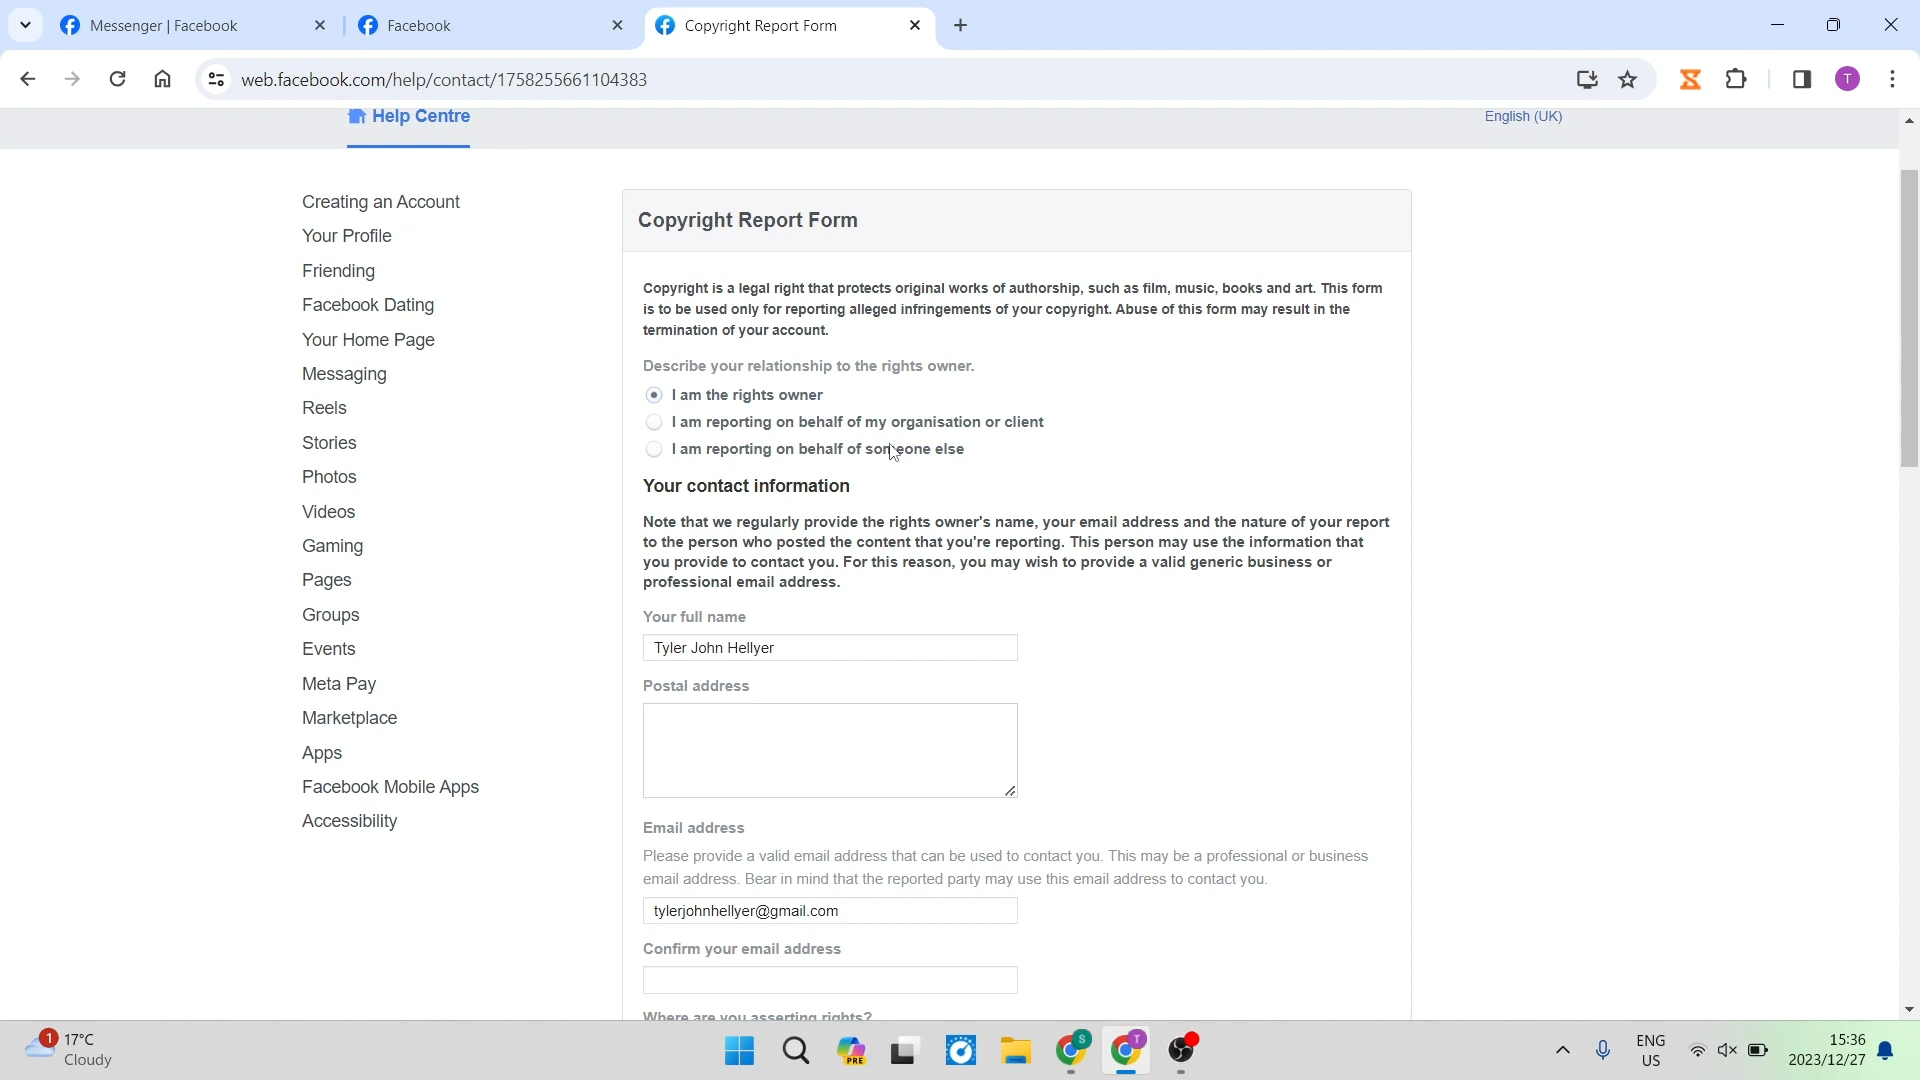 Messenger | Facebook
Facebook
Copyright Report Form
web.facebook.com/help/contact/1758255661104383
T
Help Centre
English (UK)
Creating an Account
Your Profile
Friending
Facebook Dating
Your Home Page
Messaging
Reels
Stories
Photos
Videos
Gaming
Pages
Groups
Events
Meta Pay
Marketplace
Apps
Facebook Mobile Apps
Accessibility
Copyright Report Form
Copyright is a legal right that protects original works of authorship, such as film, music, books and art. This form
is to be used only for reporting alleged infringements of your copyright. Abuse of this form may result in the
termination of your account.
Describe your relationship to the rights owner.
I am the rights owner
I am reporting on behalf of my organisation or client
I am reporting on behalf of someone else
Your contact information
Note that we regularly provide the rights owner's name, your email address and the nature of your report
to the person who posted the content that you're reporting. This person may use the information that
you provide to contact you. For this reason, you may wish to provide a valid generic business or
professional email address.
Your full name
Tyler John Hellyer
Postal address
Email address
Please provide a valid email address that can be used to contact you. This may be a professional or business
email address. Bear in mind that the reported party may use this email address to contact you.
tylerjohnhellyer@gmail.com
Confirm your email address
Where are you asserting rights?
1
17°C
Cloudy
PRE
S
T
ENG
US
15:36
2023/12/27